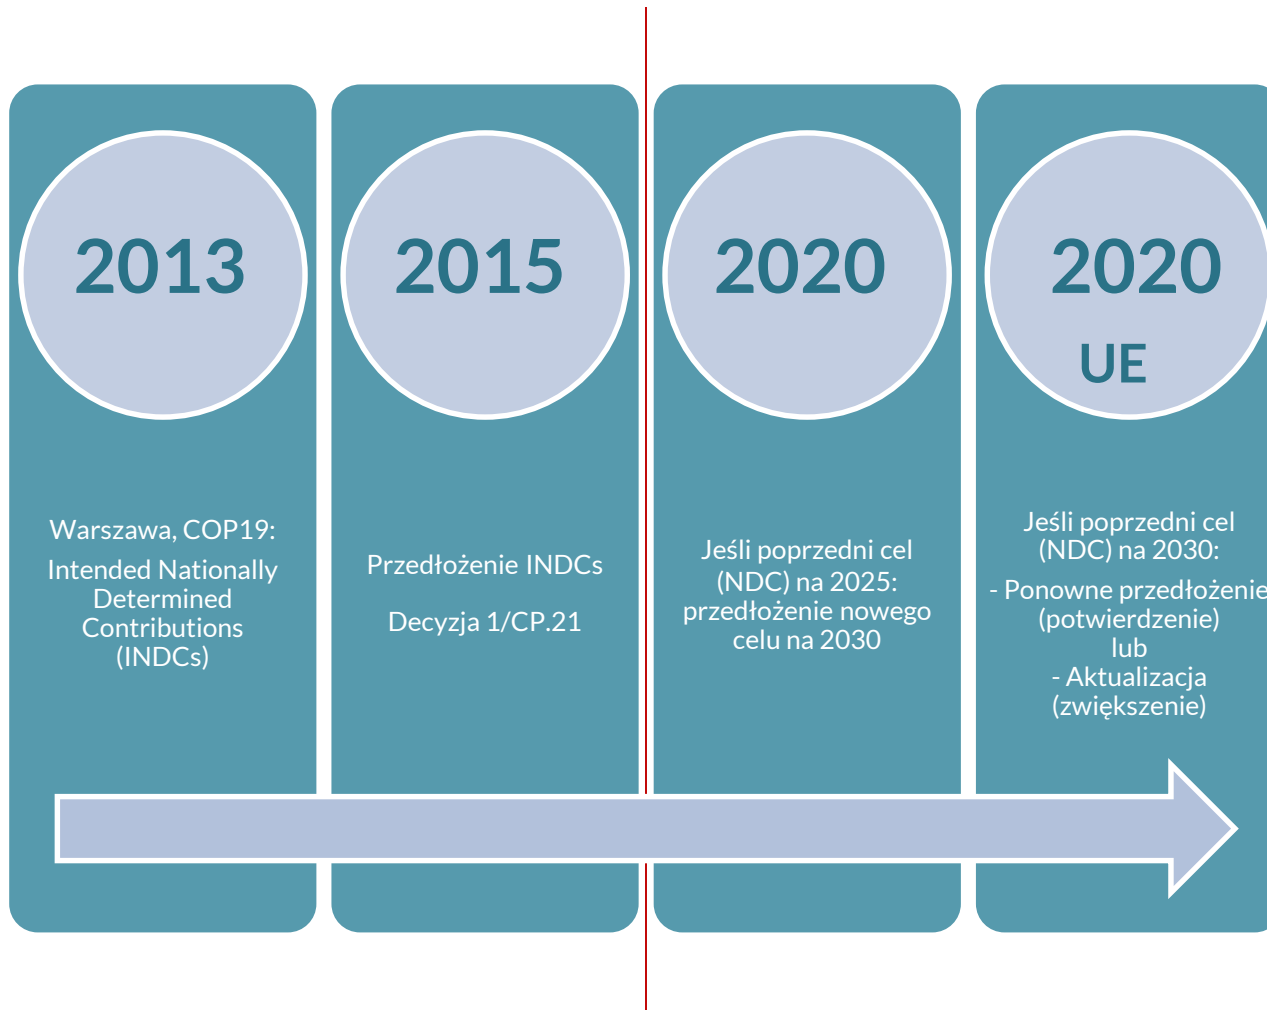 2013
Warszawa, COP19:
Intended Nationally
Determined
Contributions
(INDCs)
2015
Przedłożenie INDCs
Decyzja 1/CP.21
2020
Jeśli poprzedni cel
(NDC) na 2025:
przedłożenie nowego
celu na 2030
2020
UE
Jeśli poprzedni cel
(NDC) na 2030:
- Ponowne przedłożenie
(potwierdzenie)
lub
- Aktualizacja
(zwiększenie)